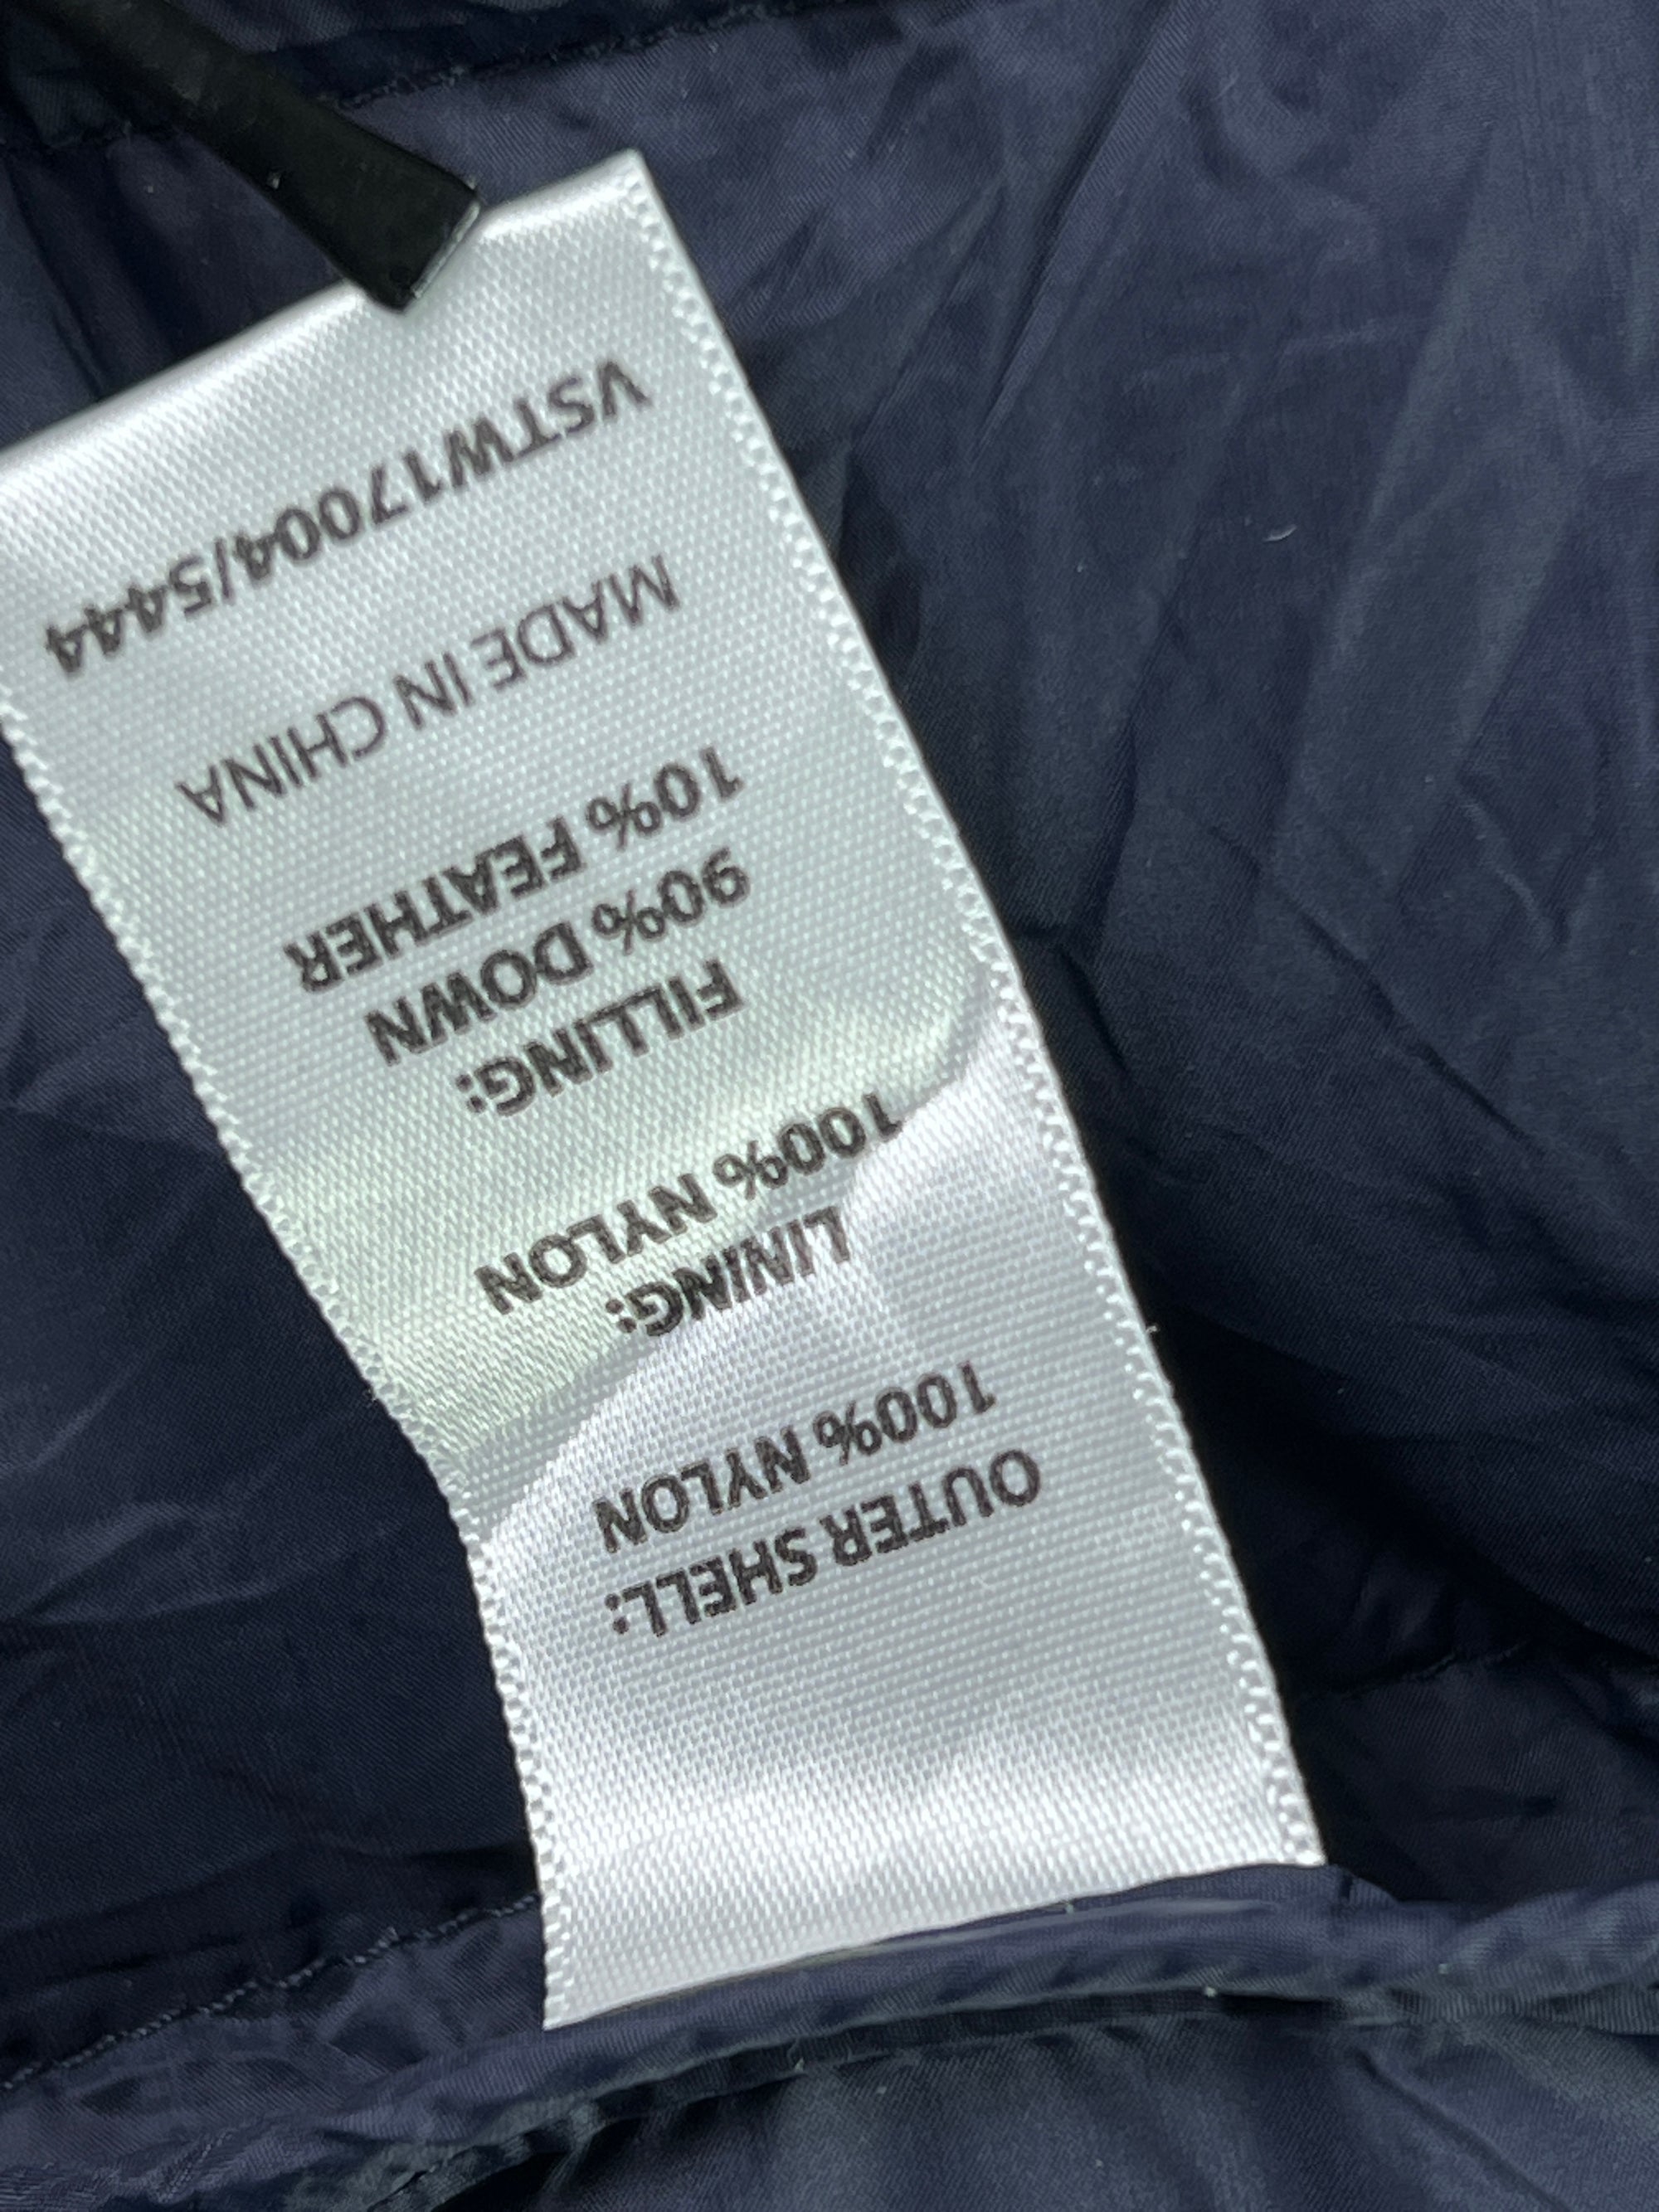 OUTER SHELL:
100% NYLON
LINING:
100% NYLON
FILLING:
90% DOWN
10% FEATHER
MADE IN CHINA
VSTW17004/5444